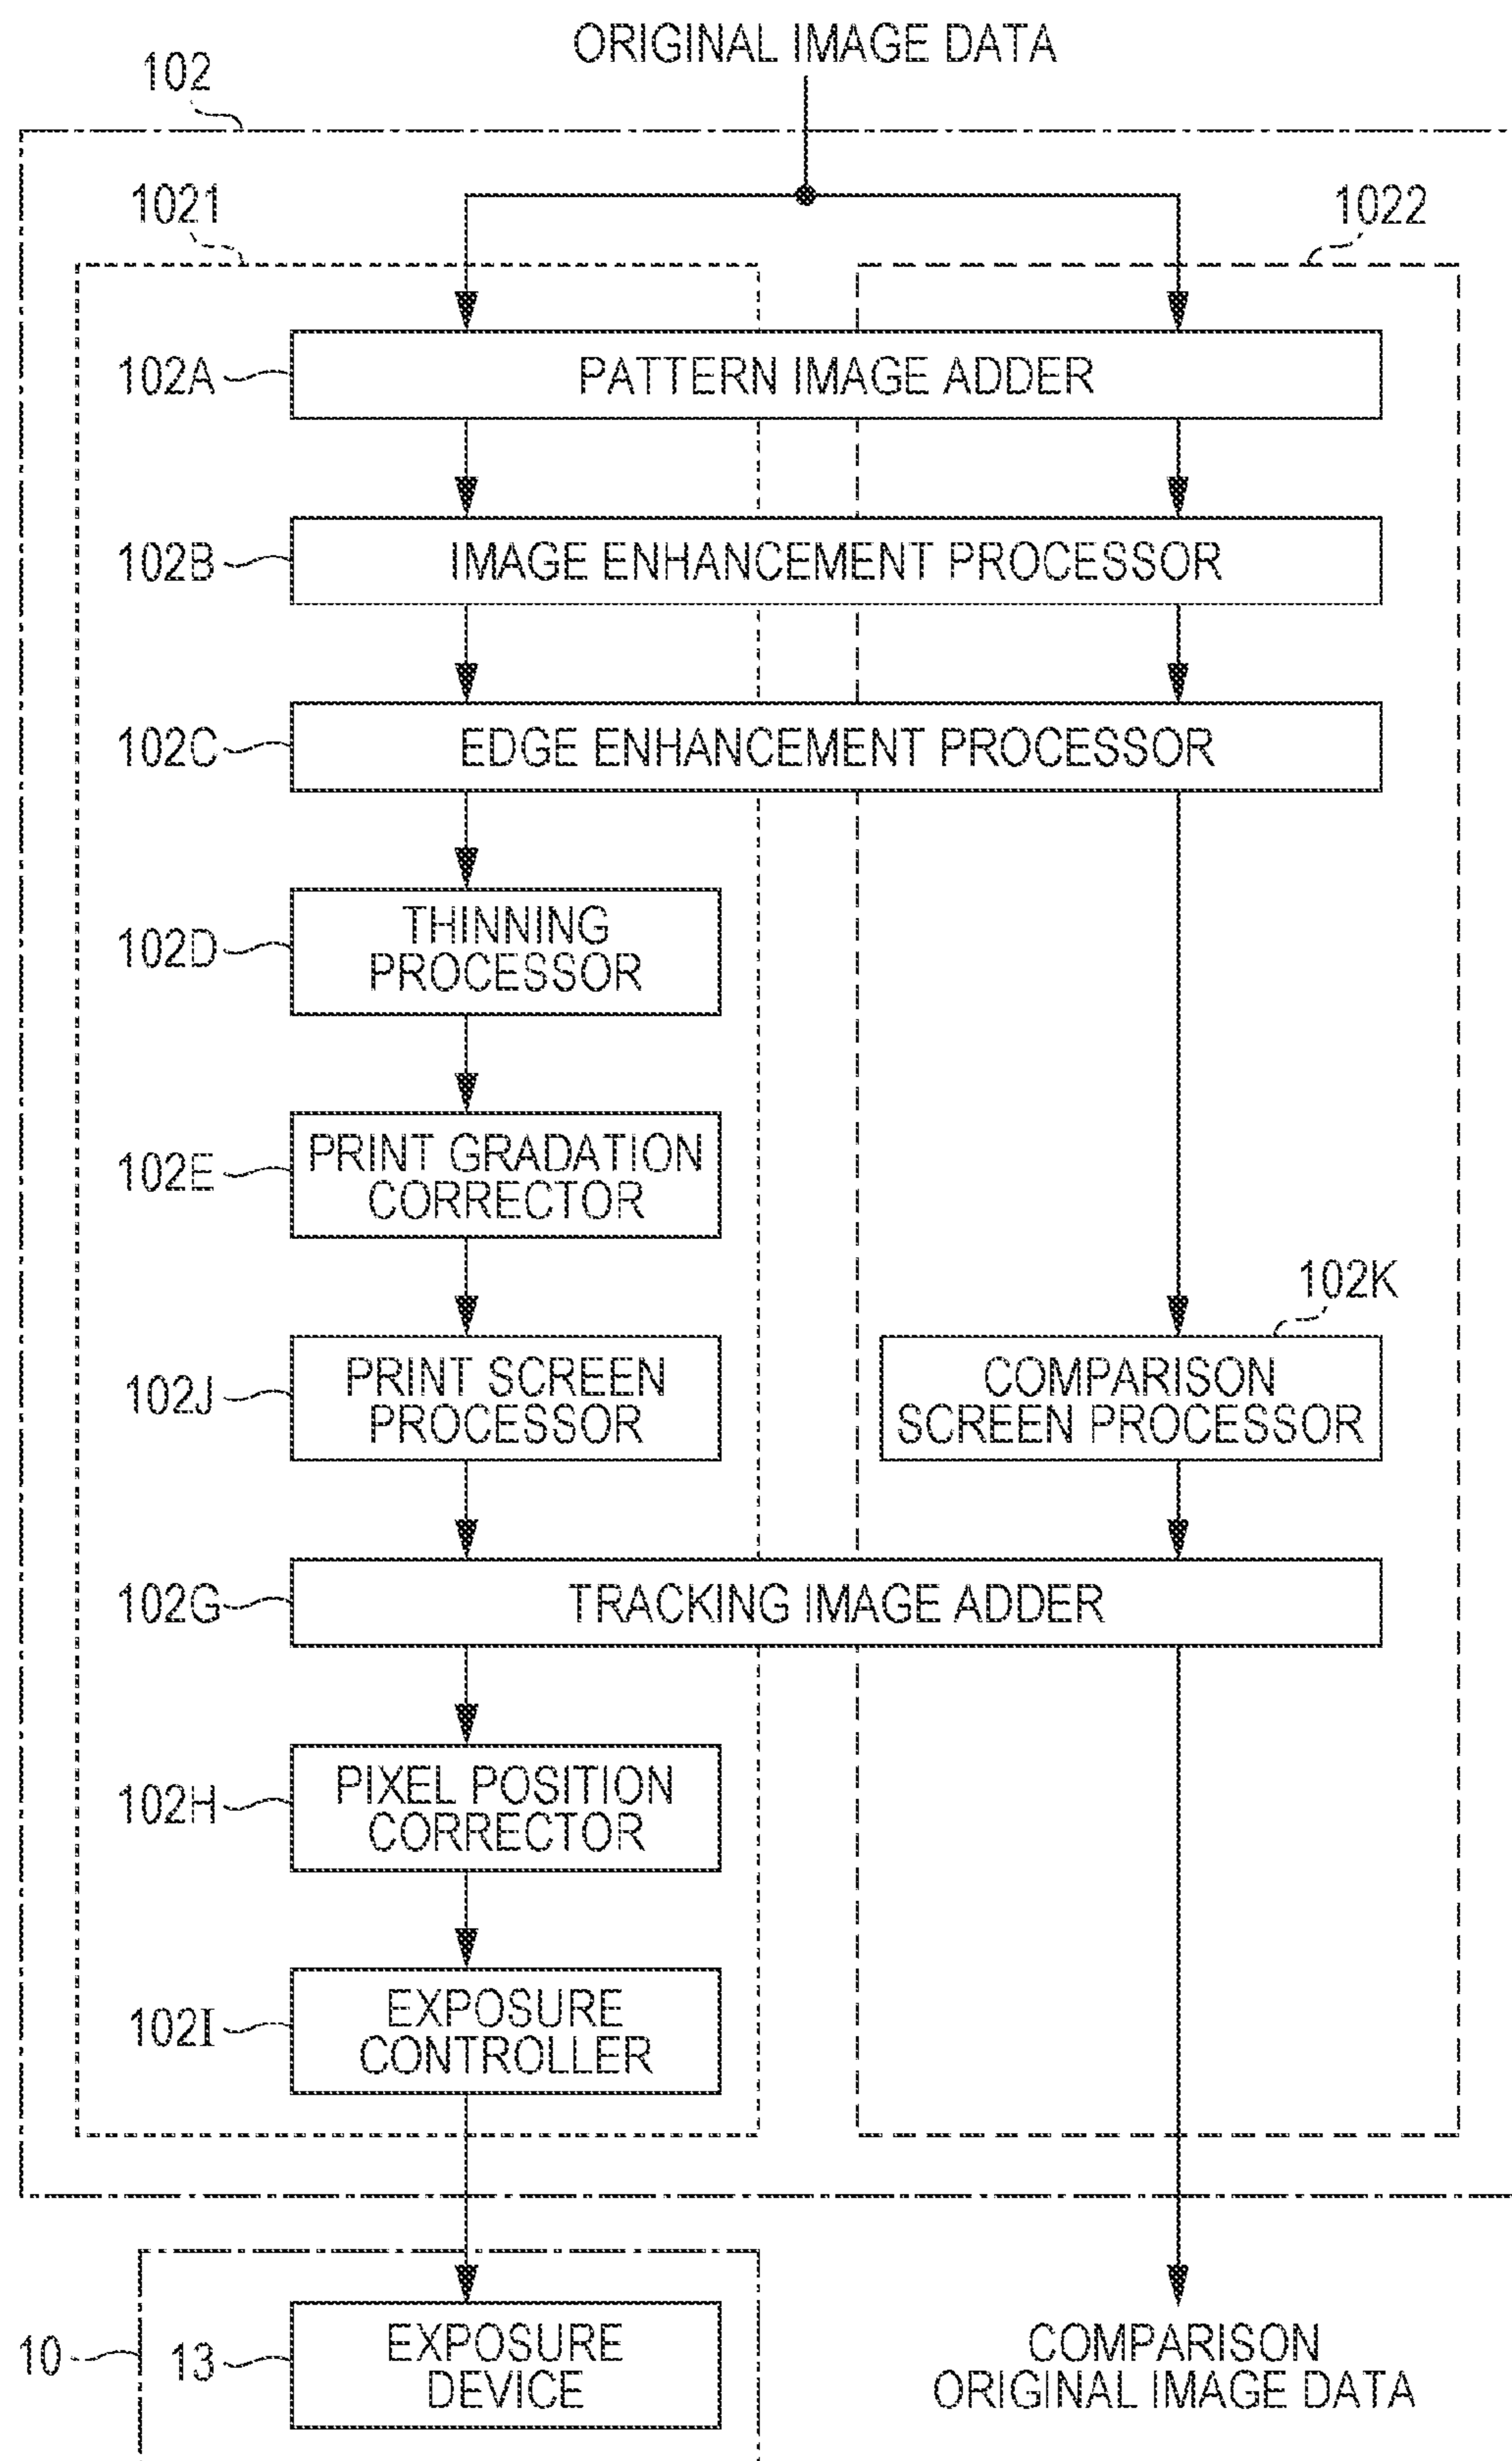 ORIGINAL IMAGE DATA
102
1021
1022
102A
PATTERN IMAGE ADDER
102B
IMAGE ENHANCEMENT PROCESSOR
102C
EDGE ENHANCEMENT PROCESSOR
102D
THINNING
PROCESSOR
102E
PRINT GRADATION
CORRECTOR
102K
102J
PRINT SCREEN
PROCESSOR
COMPARISON
SCREEN PROCESSOR
102G
TRACKING IMAGE ADDER
102H
PIXEL POSITION
CORRECTOR
102I
EXPOSURE
CONTROLLER
10
13
EXPOSURE
DEVICE
COMPARISON
ORIGINAL IMAGE DATA